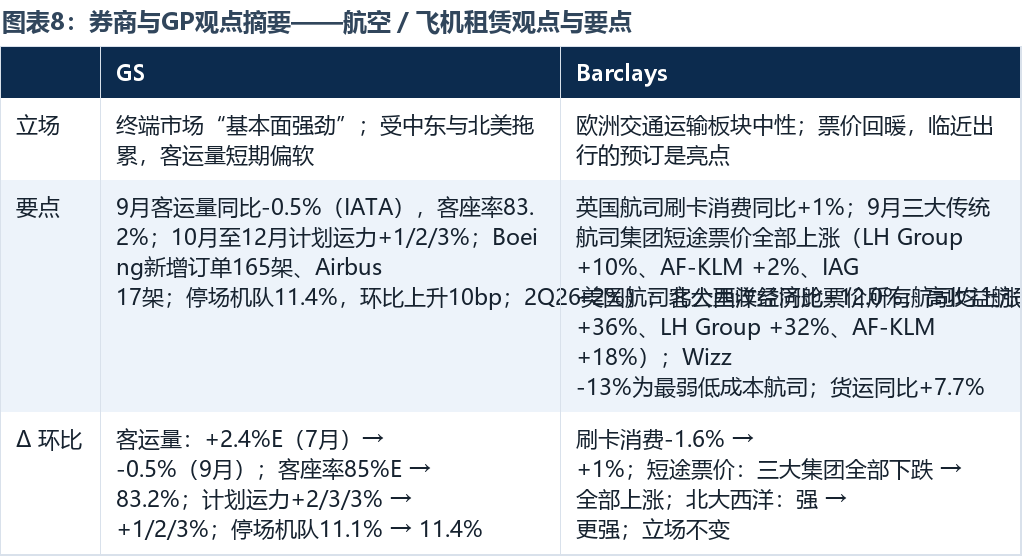 图表8：券商与GP观点摘要——航空 / 飞机租赁观点与要点
GS
Barclays
立场
终端市场“基本面强劲”；受中东与北美拖
累，客运量短期偏软
欧洲交通运输板块中性；票价回暖，临近出
行的预订是亮点
要点
9月客运量同比-0.5%（IATA），客座率83.
2%；10月至12月计划运力+1/2/3%；Boei
ng新增订单165架、Airbus
17架；停场机队11.4%，环比上升10bp；2Q26
英国航司刷卡消费同比+1%；9月三大传统
航司集团短途票价全部上涨（LH Group
+10%、AF-KLM +2%、IAG
+36%、LH Group +32%、AF-KLM
+18%）；Wizz
-13%为最弱低成本航司；货运同比+7.7%
Δ 环比
客运量：+2.4%E（7月）→
-0.5%（9月）；客座率85%E →
83.2%；计划运力+2/3/3% →
+1/2/3%；停场机队11.1% → 11.4%
刷卡消费-1.6% →
+1%；短途票价：三大集团全部下跌 →
全部上涨；北大西洋：强 →
更强；立场不变